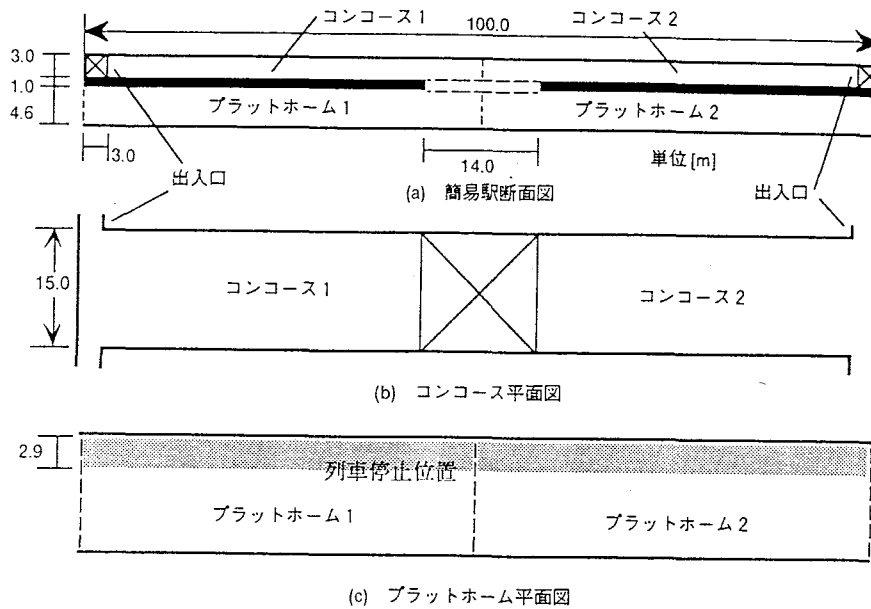 コンコース1
コンコース2
100.0
3.0
1.0
4.6
プラットホーム1
プラットホーム2
3.0
14.0
単位[m]
出入口
(a) 簡易駅断面図
出入口
15.0
コンコース1
コンコース2
(b) コンコース平面図
2.9
列車停止位置
プラットホーム1
プラットホーム2
(c) プラットホーム平面図